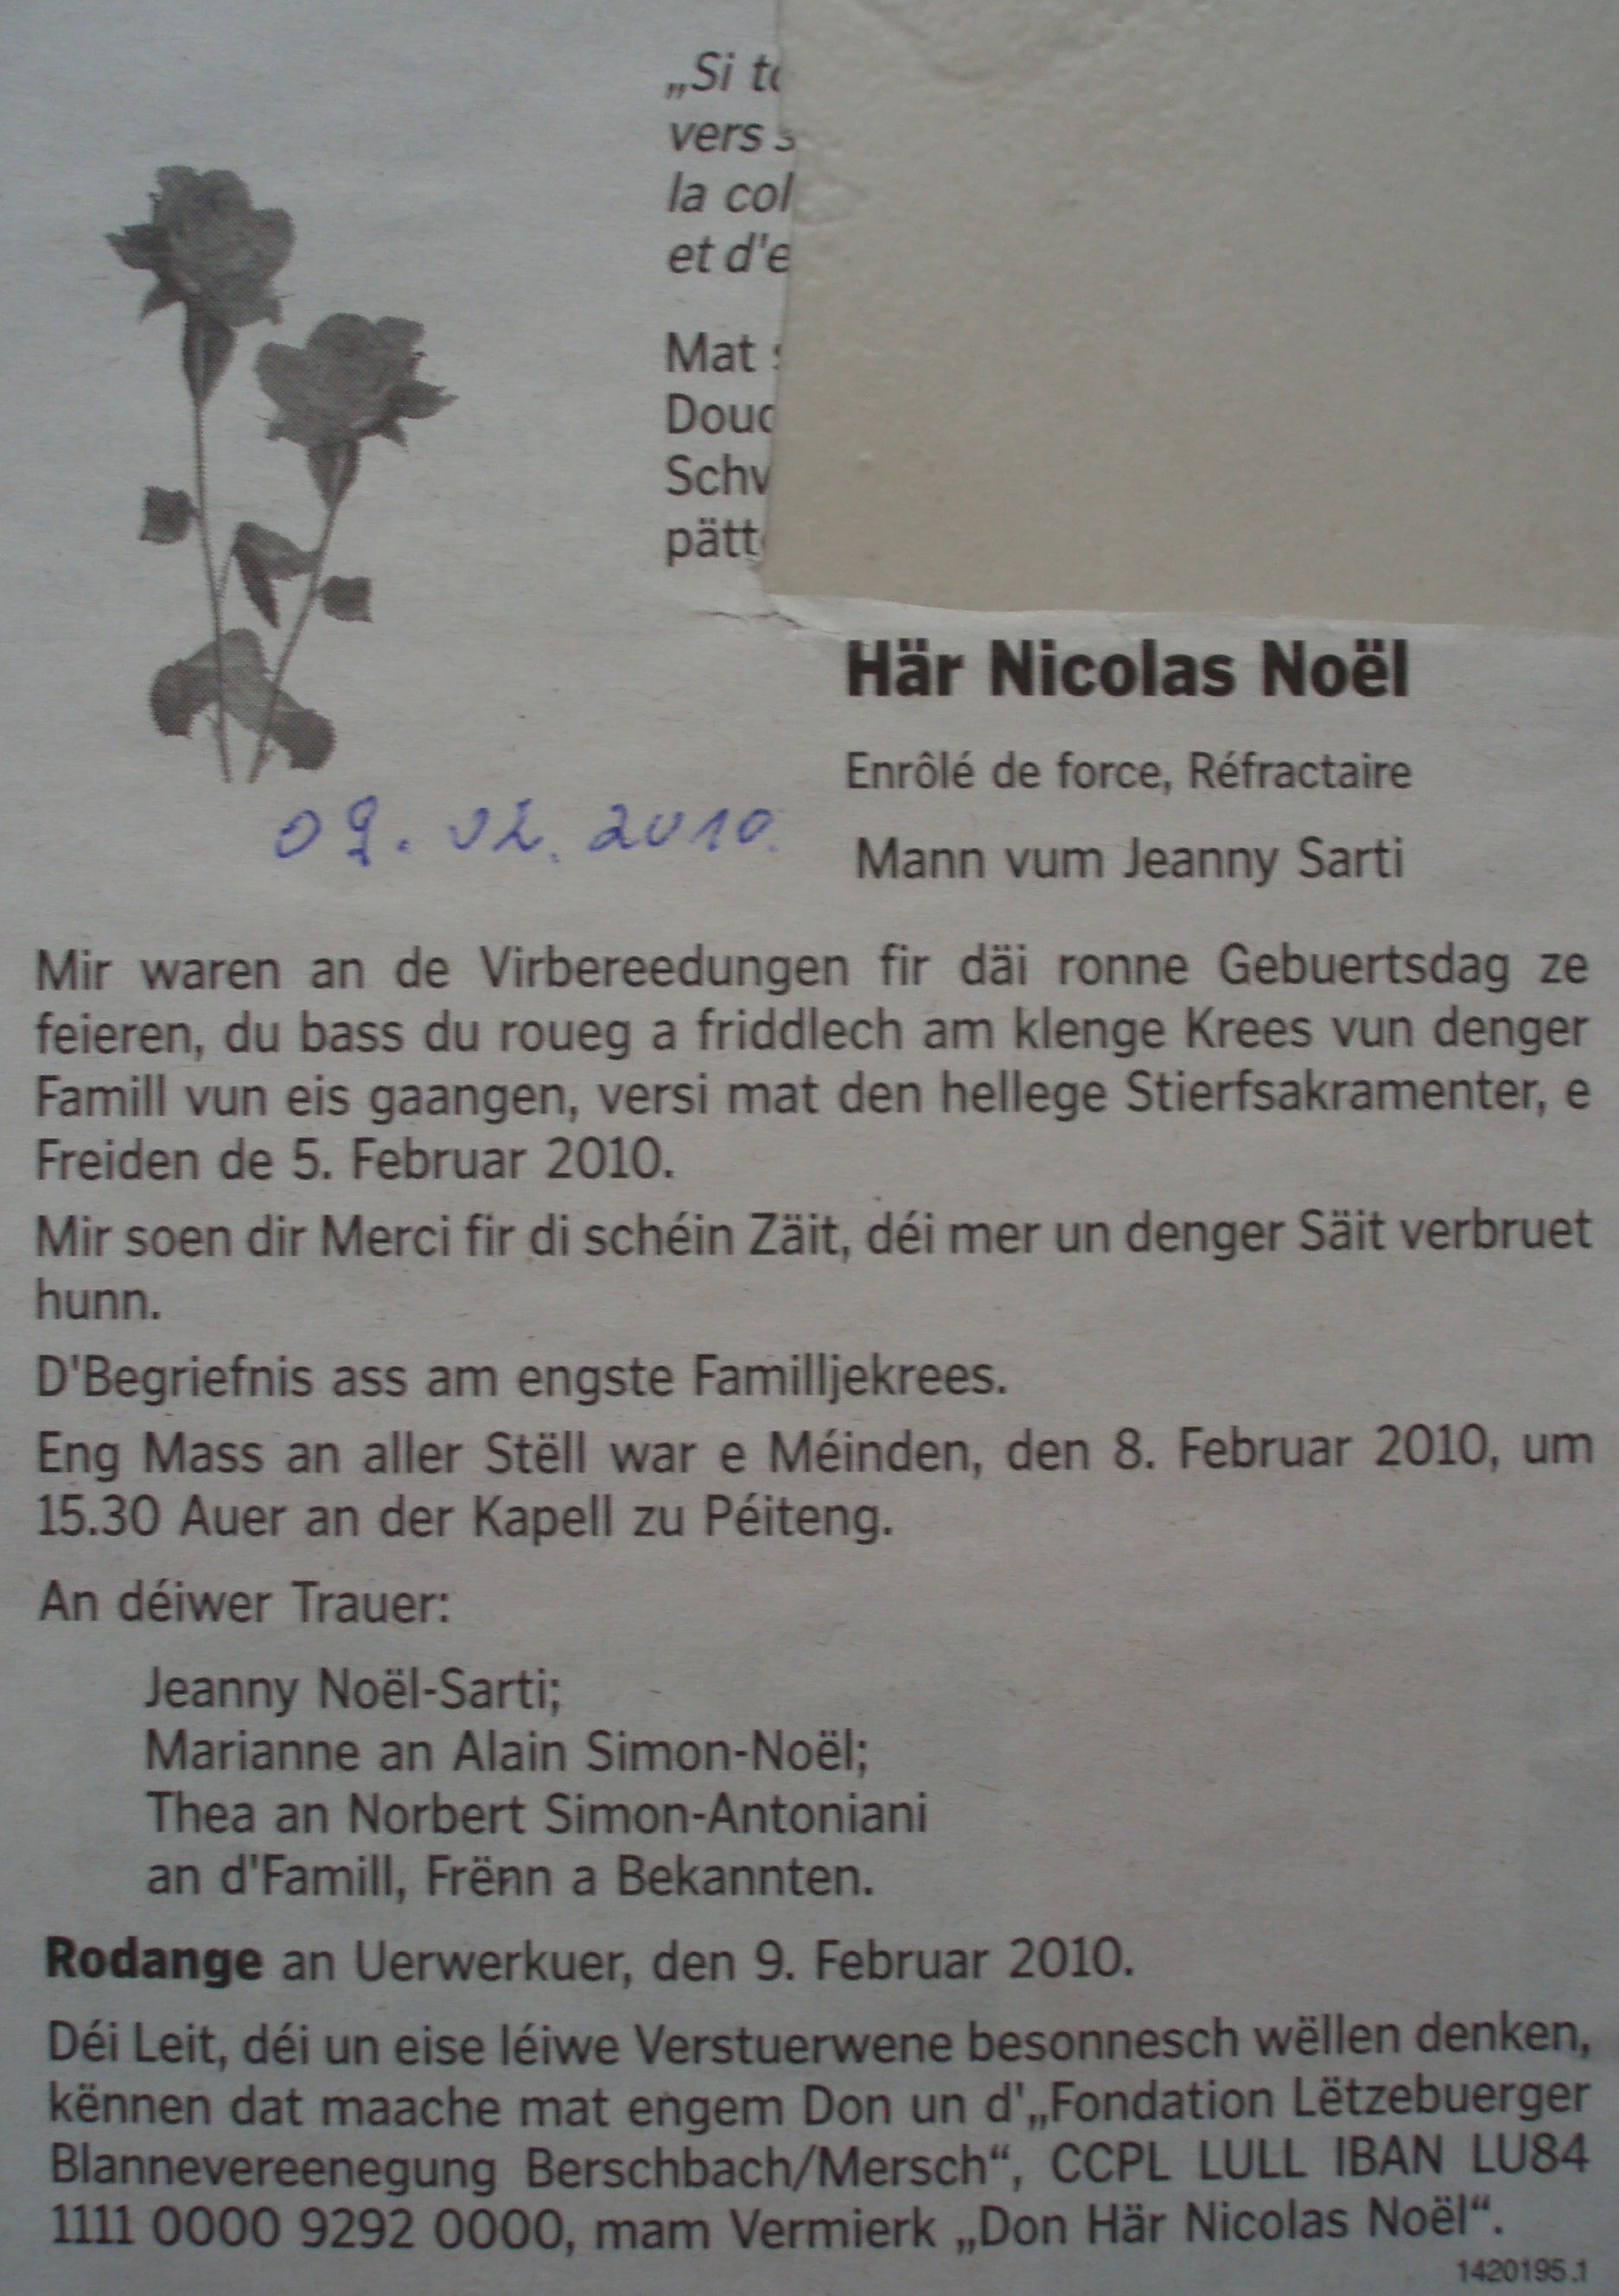 „Si
vers
la
et
Mat
Här Nicolas Noël
Enrôlé de force, Réfractaire
09.02.2010.
Mann vum Jeanny Sarti
Mir waren an de Virbereedungen fir däi ronne Gebuertsdag ze
feieren, du bass du roueg a friddlech am klenge Krees vun denger
Famill vun eis gaangen, versi mat den hellege Stierfsakramenter, e
Freiden de 5. Februar 2010.
Mir soen dir Merci fir di schéin Zäit, déi mer un denger Säit verbruet
hunn.
D'Begriefnis ass am engste Familljekrees.
Eng Mass an aller Stëll war e Méinden, den 8. Februar 2010, um
15.30 Auer an der Kapell zu Péiteng.
An déiwer Trauer:
Jeanny Noël-Sarti;
Marianne an Alain Simon-Noël;
Thea an Norbert Simon-Antoniani
an d'Famill, Frënn a Bekannten.
Rodange an Uerwerkuer, den 9. Februar 2010.
Déi Leit, déi un eise léiwe Verstuerwene besonnesch wëllen denken,
kënnen dat maache mat engem Don un d'„Fondation Lëtzebuerger
Blannevereenegung Berschbach/Mersch“, CCPL LULL IBAN LU84
1111 0000 9292 0000, mam Vermierk „Don Här Nicolas Noël“.
1420195.1